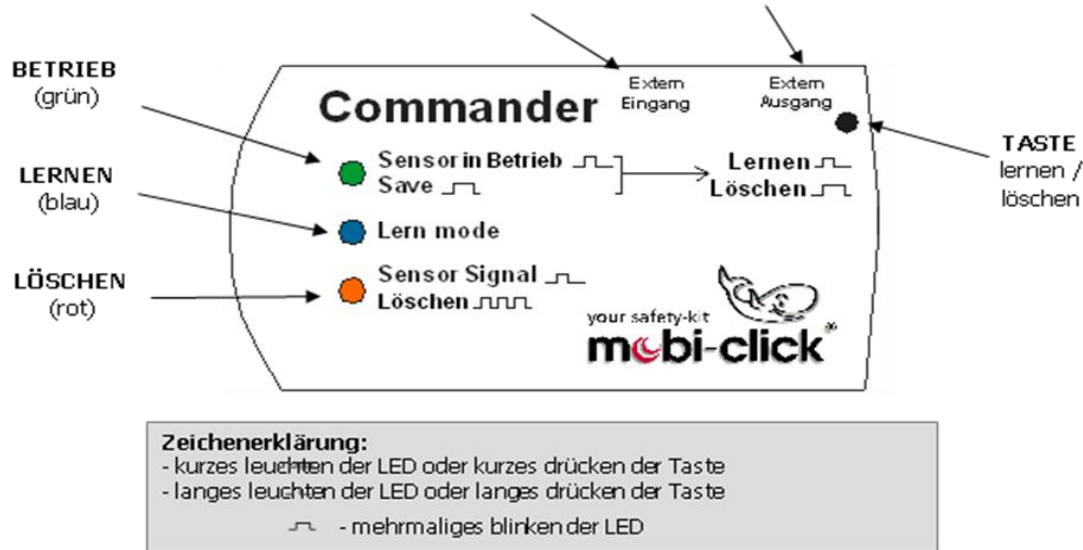 BETRIEB
(grün)
LERNEN
(blau)
LÖSCHEN
(rot)
Extern
Eingang
Extern
Ausgang
Commander
Sensor in Betrieb
Save
Lernen
Löschen
Lern mode
Sensor Signal
Löschen
your safety-kit
mobi-click®
TASTE
lernen /
löschen
Zeichenerklärung:
- kurzes leuchten der LED oder kurzes drücken der Taste
- langes leuchten der LED oder langes drücken der Taste
- mehrmaliges blinken der LED